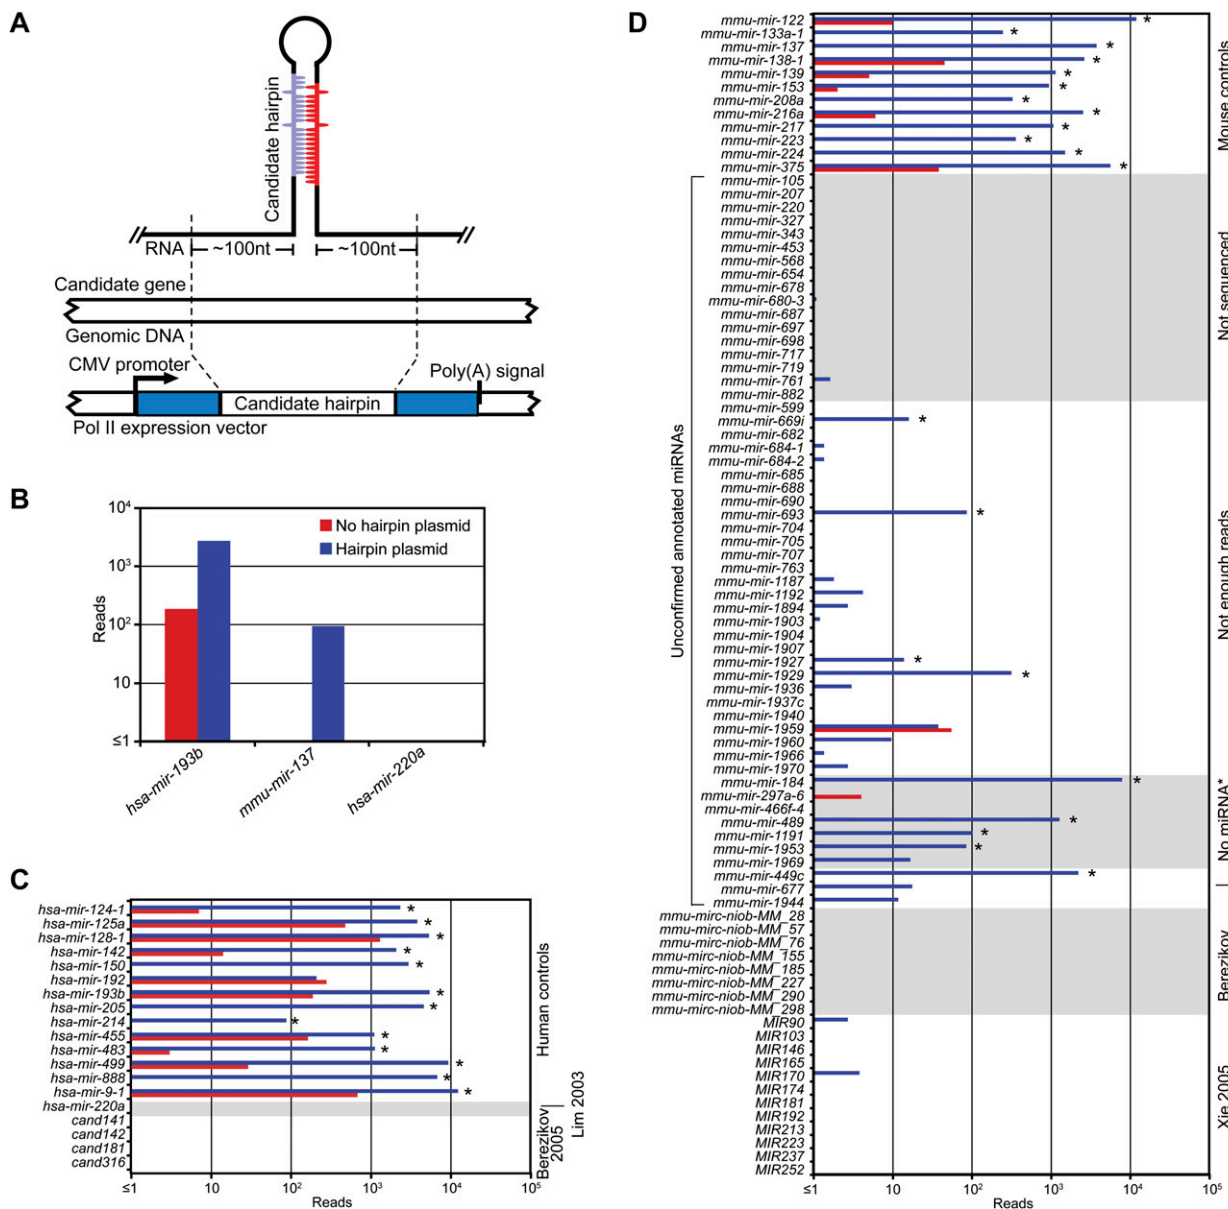 A
Candidate hairpin
RNA
~100nt
~100nt
Candidate gene
Genomic DNA
CMV promoter
Poly(A) signal
Candidate hairpin
Pol II expression vector
B
10⁴
10³
10²
10
≤1
Reads
No hairpin plasmid
Hairpin plasmid
hsa-mir-193b
mmu-mir-137
hsa-mir-220a
C
hsa-mir-124-1 *
hsa-mir-125a *
hsa-mir-128-1 *
hsa-mir-142 *
hsa-mir-150 *
hsa-mir-192
hsa-mir-193b *
hsa-mir-205 *
hsa-mir-214 *
hsa-mir-455 *
hsa-mir-483 *
hsa-mir-499 *
hsa-mir-888 *
hsa-mir-9-1 *
hsa-mir-220a
cand141
cand142
cand181
cand316
Human controls
Lim 2003
Berezikov
2005
≤1 10 10² 10³ 10⁴ 10⁵
Reads
D
mmu-mir-122 *
mmu-mir-133a-1 *
mmu-mir-137 *
mmu-mir-138-1 *
mmu-mir-139 *
mmu-mir-153 *
mmu-mir-208a *
mmu-mir-216a *
mmu-mir-217 *
mmu-mir-223 *
mmu-mir-224 *
mmu-mir-375 *
mmu-mir-105
mmu-mir-207
mmu-mir-220
mmu-mir-327
mmu-mir-343
mmu-mir-453
mmu-mir-568
mmu-mir-654
mmu-mir-678
mmu-mir-680-3
mmu-mir-687
mmu-mir-697
mmu-mir-698
mmu-mir-717
mmu-mir-719
mmu-mir-761
mmu-mir-882
mmu-mir-599
mmu-mir-669i *
mmu-mir-682
mmu-mir-684-1
mmu-mir-684-2
mmu-mir-685
mmu-mir-688
mmu-mir-690
mmu-mir-693 *
mmu-mir-704
mmu-mir-705
mmu-mir-707
mmu-mir-763
mmu-mir-1187
mmu-mir-1192
mmu-mir-1894
mmu-mir-1903
mmu-mir-1904
mmu-mir-1907
mmu-mir-1927 *
mmu-mir-1929 *
mmu-mir-1936
mmu-mir-1937c
mmu-mir-1940
mmu-mir-1959
mmu-mir-1960
mmu-mir-1966
mmu-mir-1970
mmu-mir-184 *
mmu-mir-297a-6
mmu-mir-466f-4
mmu-mir-489 *
mmu-mir-1191 *
mmu-mir-1953 *
mmu-mir-1969
mmu-mir-449c *
mmu-mir-677
mmu-mir-1944
mmu-mirc-niob-MM_28
mmu-mirc-niob-MM_57
mmu-mirc-niob-MM_76
mmu-mirc-niob-MM_155
mmu-mirc-niob-MM_185
mmu-mirc-niob-MM_227
mmu-mirc-niob-MM_290
mmu-mirc-niob-MM_298
MIR90
MIR103
MIR146
MIR165
MIR170
MIR174
MIR181
MIR192
MIR213
MIR223
MIR237
MIR252
Unconfirmed annotated miRNAs
Mouse controls
Not sequenced
Not enough reads
No miRNA*
Berezikov
Xie 2005
≤1 10 10² 10³ 10⁴ 10⁵
Reads